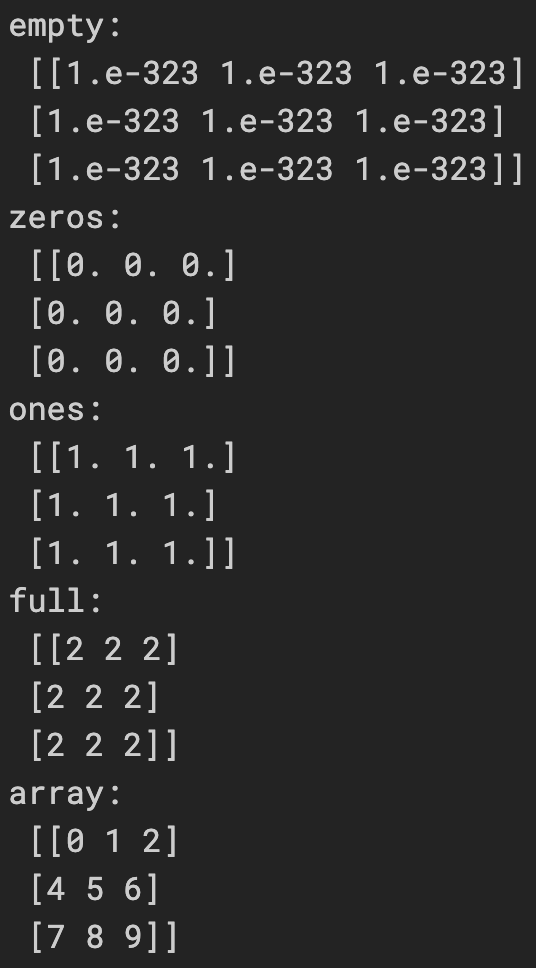 empty:
 [[1.e-323 1.e-323 1.e-323]
 [1.e-323 1.e-323 1.e-323]
 [1.e-323 1.e-323 1.e-323]]
zeros:
 [[0. 0. 0.]
 [0. 0. 0.]
 [0. 0. 0.]]
ones:
 [[1. 1. 1.]
 [1. 1. 1.]
 [1. 1. 1.]]
full:
 [[2 2 2]
 [2 2 2]
 [2 2 2]]
array:
 [[0 1 2]
 [4 5 6]
 [7 8 9]]